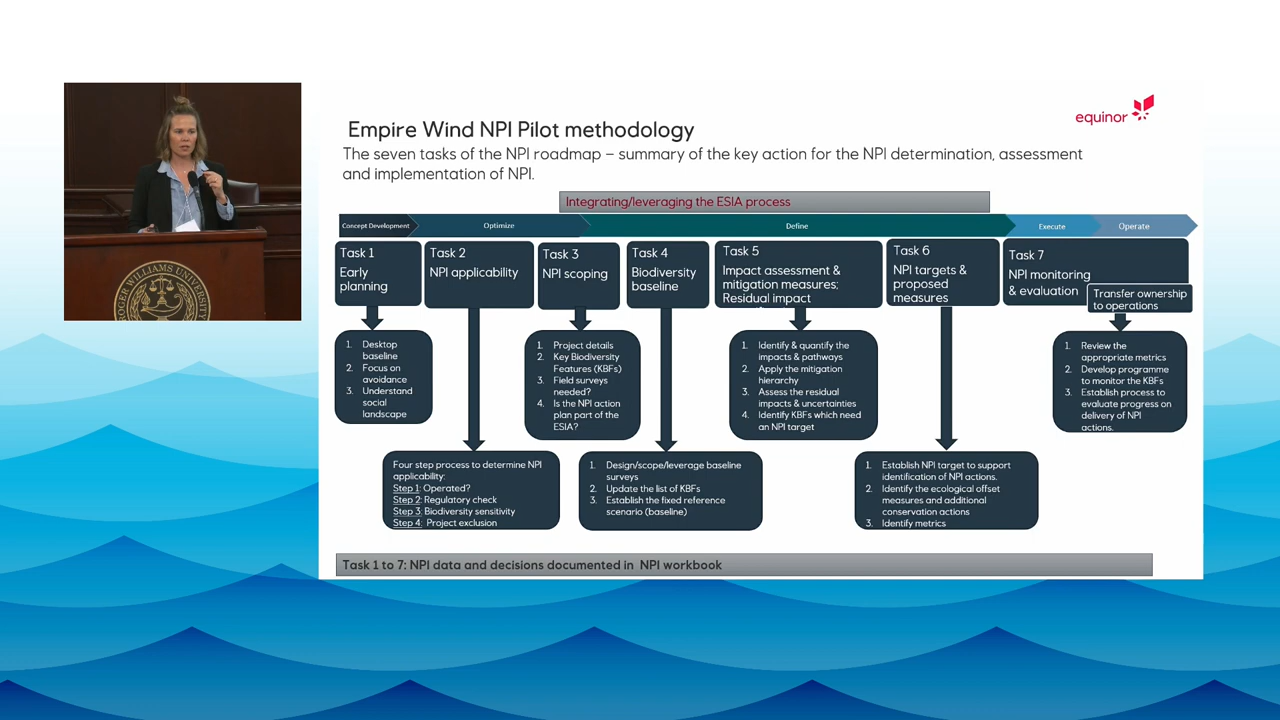 equinor
Empire Wind NPI Pilot methodology
The seven tasks of the NPI roadmap – summary of the key action for the NPI determination, assessment
and implementation of NPI.
Integrating/leveraging the ESIA process
Concept Development
Optimize
Define
Execute
Operate
Task 1
Early
planning
Task 2
NPI applicability
Task 3
NPI scoping
Task 4
Biodiversity
baseline
Task 5
Impact assessment &
mitigation measures;
Residual impact
Task 6
NPI targets &
proposed
measures
Task 7
NPI monitoring
& evaluation
Transfer ownership
to operations
1. Desktop
baseline
2. Focus on
avoidance
3. Understand
social
landscape
1. Project details
2. Key Biodiversity
Features (KBFs)
3. Field surveys
needed?
4. Is the NPI action
plan part of the
ESIA?
1. Identify & quantify the
impacts & pathways
2. Apply the mitigation
hierarchy
3. Assess the residual
impacts & uncertainties
4. Identify KBFs which need
an NPI target
1. Review the
appropriate metrics
2. Develop programme
to monitor the KBFs
3. Establish process to
evaluate progress on
delivery of NPI
actions.
Four step process to determine NPI
applicability:
Step 1: Operated?
Step 2: Regulatory check
Step 3: Biodiversity sensitivity
Step 4: Project exclusion
1. Design/scope/leverage baseline
surveys
2. Update the list of KBFs
3. Establish the fixed reference
scenario (baseline)
1. Establish NPI target to support
identification of NPI actions.
2. Identify the ecological offset
measures and additional
conservation actions
3. Identify metrics
Task 1 to 7: NPI data and decisions documented in NPI workbook
ROGER WILLIAMS UNIVERSITY